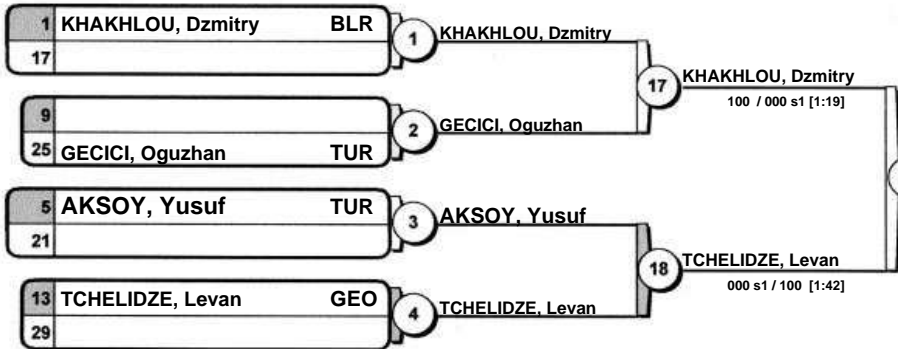 1 KHAKHLOU, Dzmitry BLR
17
1
KHAKHLOU, Dzmitry
9
25 GECICI, Oguzhan TUR
2
GECICI, Oguzhan
17
KHAKHLOU, Dzmitry
100 / 000 s1 [1:19]
5 AKSOY, Yusuf TUR
21
3
AKSOY, Yusuf
13 TCHELIDZE, Levan GEO
29
4
TCHELIDZE, Levan
18
TCHELIDZE, Levan
000 s1 / 100 [1:42]